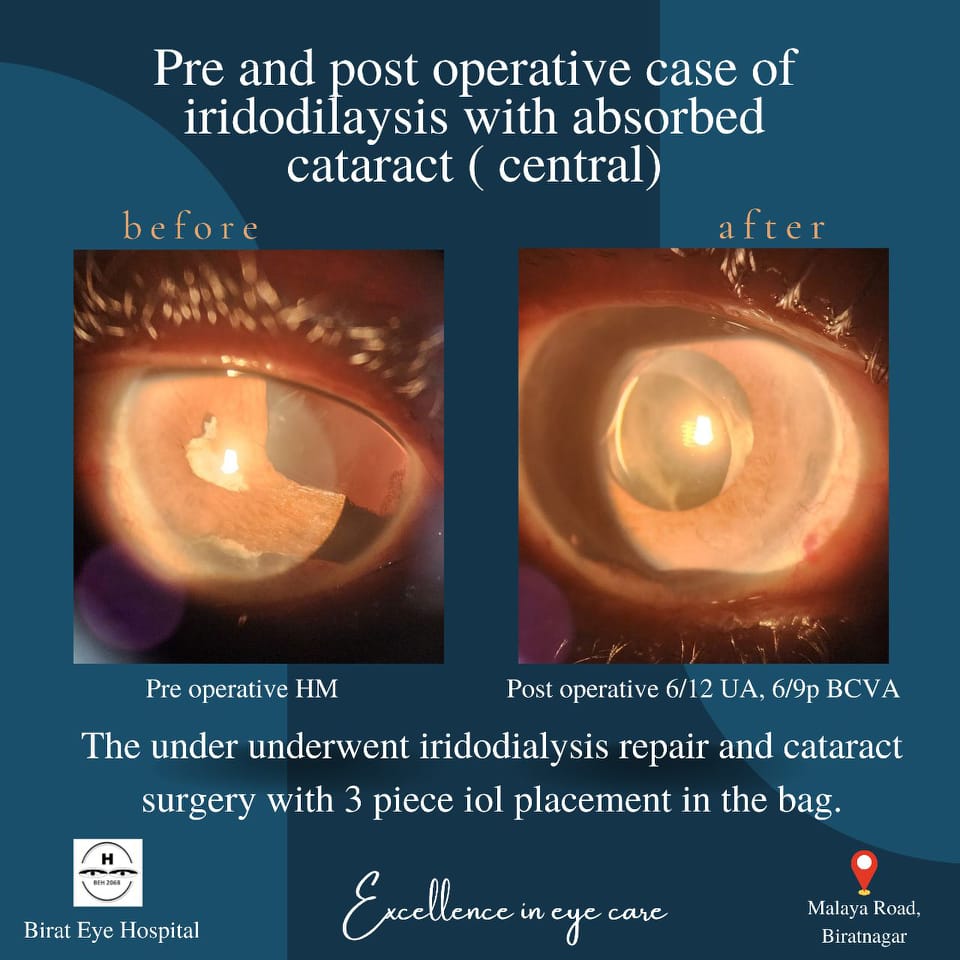 Pre and post operative case of
iridodilaysis with absorbed
cataract ( central)
before
after
Pre operative HM
Post operative 6/12 UA, 6/9p BCVA
The under underwent iridodialysis repair and cataract
surgery with 3 piece iol placement in the bag.
H
BEH 2068
Birat Eye Hospital
Excellence in eye care
Malaya Road,
Biratnagar